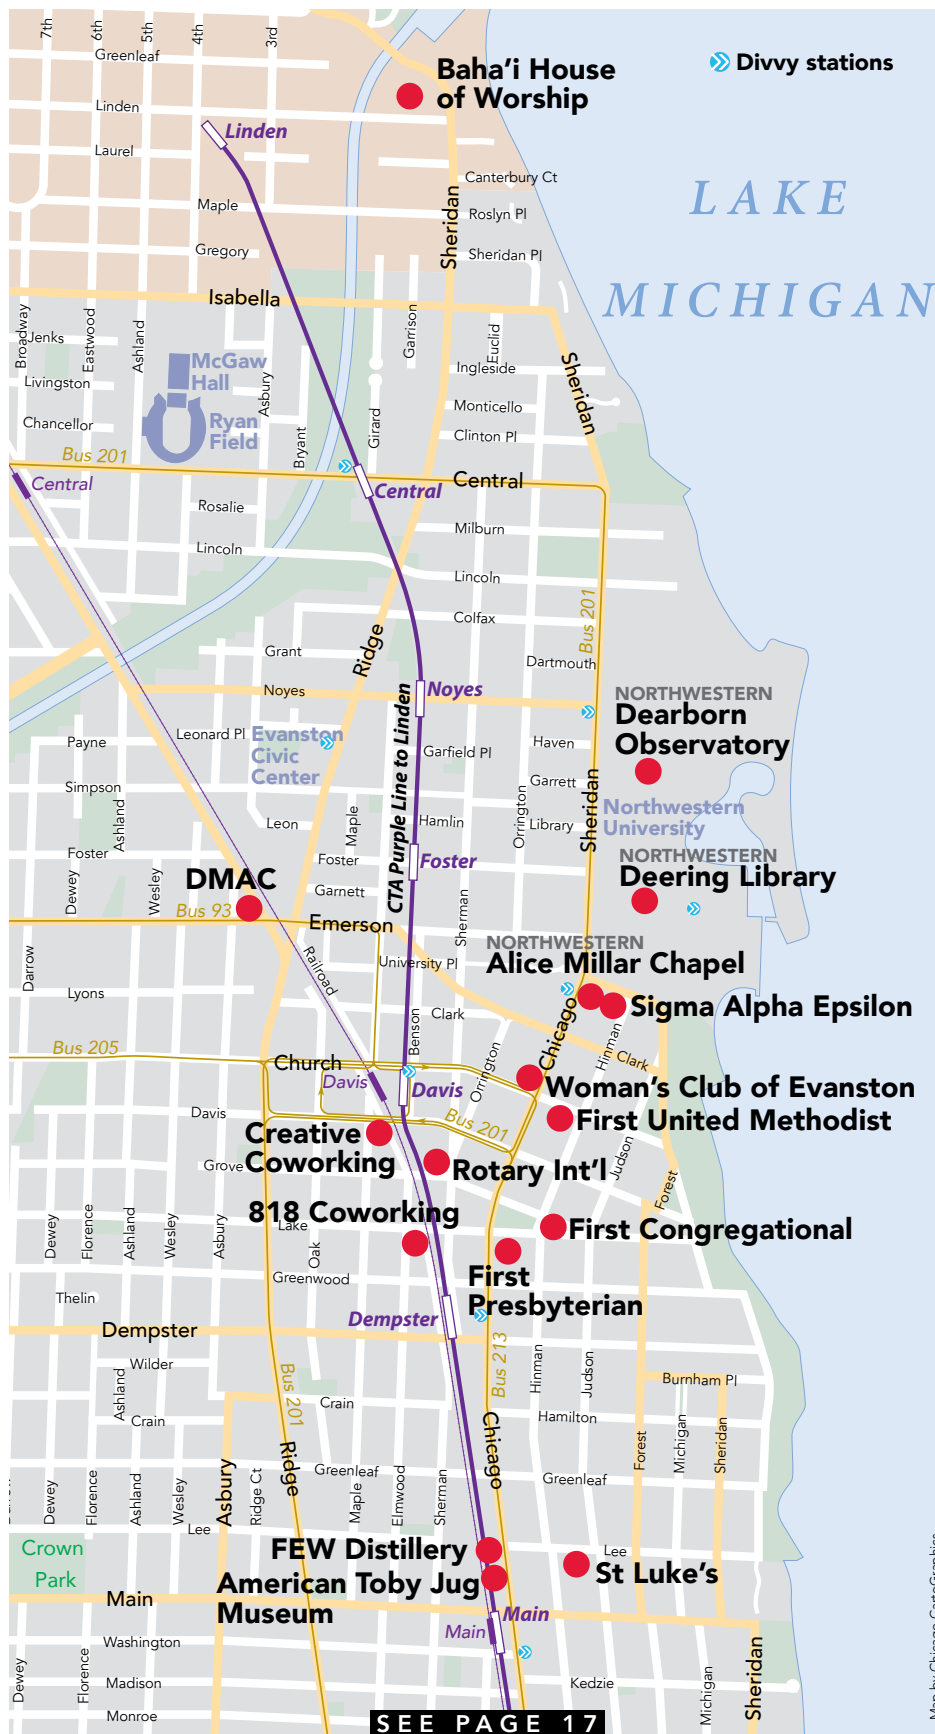 7th
6th
5th
4th
3rd
Greenleaf
Baha'i House
of Worship
Divvy stations
Linden
Linden
Laurel
Canterbury Ct
LAKE
Maple
Roslyn Pl
Sheridan
Gregory
Sheridan Pl
MICHIGAN
Isabella
Broadway
Jenks
Eastwood
Ashland
Garrison
Euclid
McGaw
Hall
Ingleside
Sheridan
Livingston
Asbury
Monticello
Chancellor
Ryan
Field
Bryant
Girard
Clinton Pl
Bus 201
Central
Central
Central
Rosalie
Milburn
Lincoln
Lincoln
Colfax
Bus 201
Ridge
Grant
Dartmouth
Noyes
Noyes
NORTHWESTERN
Dearborn
Observatory
CTA Purple Line to Linden
Leonard Pl
Evanston
Civic
Center
Payne
Garfield Pl
Haven
Simpson
Garrett
Sheridan
Northwestern
University
Ashland
Leon
Maple
Hamlin
Orrington
Library
Foster
Foster
Foster
NORTHWESTERN
Deering Library
Dewey
Wesley
DMAC
Garnett
Bus 93
Emerson
Sherman
NORTHWESTERN
Alice Millar Chapel
Darrow
Railroad
University Pl
Lyons
Sigma Alpha Epsilon
Clark
Benson
Chicago
Hinman
Clark
Bus 205
Church
Orrington
Davis
Davis
Woman's Club of Evanston
Davis
Bus 201
First United Methodist
Creative
Coworking
Grove
Rotary Int'l
Judson
Forest
818 Coworking
Dewey
Florence
Ashland
Wesley
Asbury
Lake
Oak
First Congregational
Greenwood
First
Presbyterian
Thelin
Dempster
Dempster
Wilder
Bus 213
Hinman
Judson
Burnham Pl
Ashland
Bus 201
Crain
Crain
Hamilton
Chicago
Forest
Michigan
Sheridan
Ridge
Greenleaf
Greenleaf
Dewey
Florence
Ashland
Wesley
Asbury
Ridge Ct
Maple
Elmwood
Sherman
Lee
Lee
Crown
Park
FEW Distillery
St Luke's
American Toby Jug
Museum
Main
Main
Main
Washington
Dewey
Florence
Madison
Kedzie
Michigan
Sheridan
Monroe
Map by Chicago CartoGraphics
SEE PAGE 17